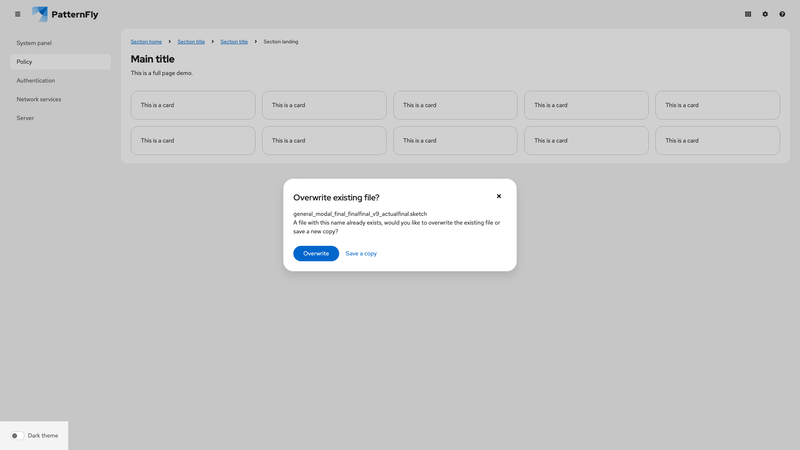 PatternFly
System panel
Policy
Authentication
Network services
Server
Section home
Section title
Section title
Section landing
Main title
This is a full page demo.
This is a card
This is a card
This is a card
This is a card
This is a card
This is a card
This is a card
This is a card
This is a card
This is a card
Overwrite existing file?
general_modal_final_finalfinal_v9_actualfinal.sketch
A file with this name already exists, would you like to overwrite the existing file or
save a new copy?
Overwrite
Save a copy
Dark theme